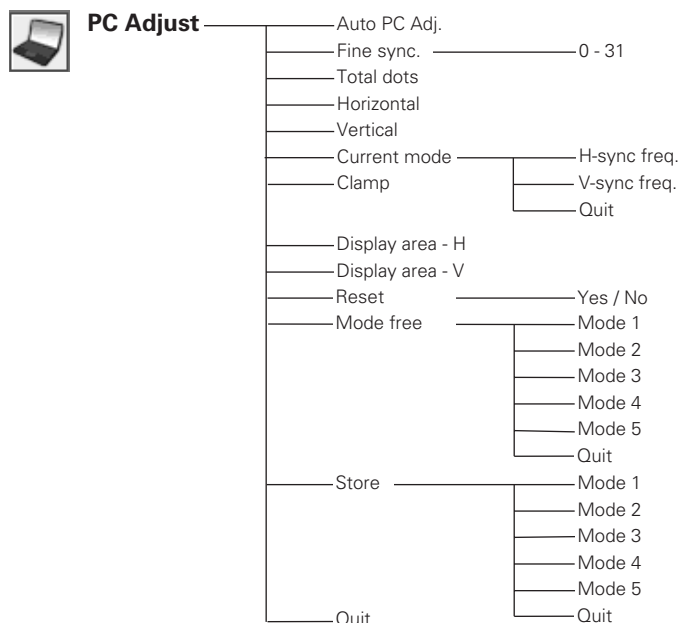 PC Adjust
Auto PC Adj.
Fine sync. 0 - 31
Total dots
Horizontal
Vertical
Current mode H-sync freq.
Clamp V-sync freq.
Quit
Display area - H
Display area - V
Reset Yes / No
Mode free Mode 1
Mode 2
Mode 3
Mode 4
Mode 5
Quit
Store Mode 1
Mode 2
Mode 3
Mode 4
Mode 5
Quit Quit